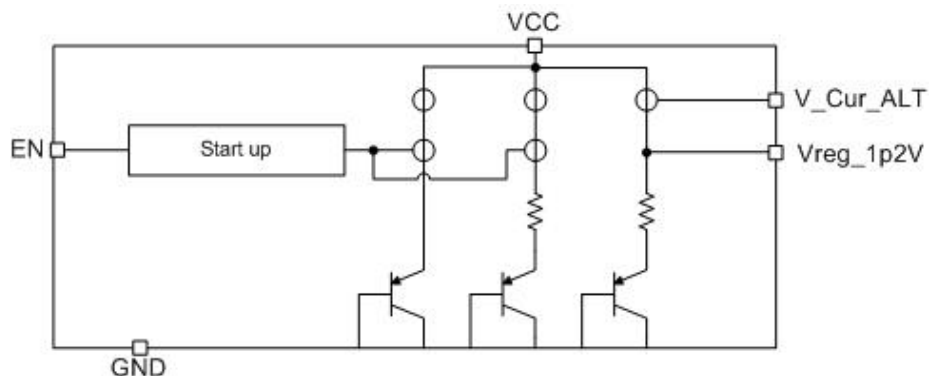 VCC
V_Cur_ALT
EN
Start up
Vreg_1p2V
GND